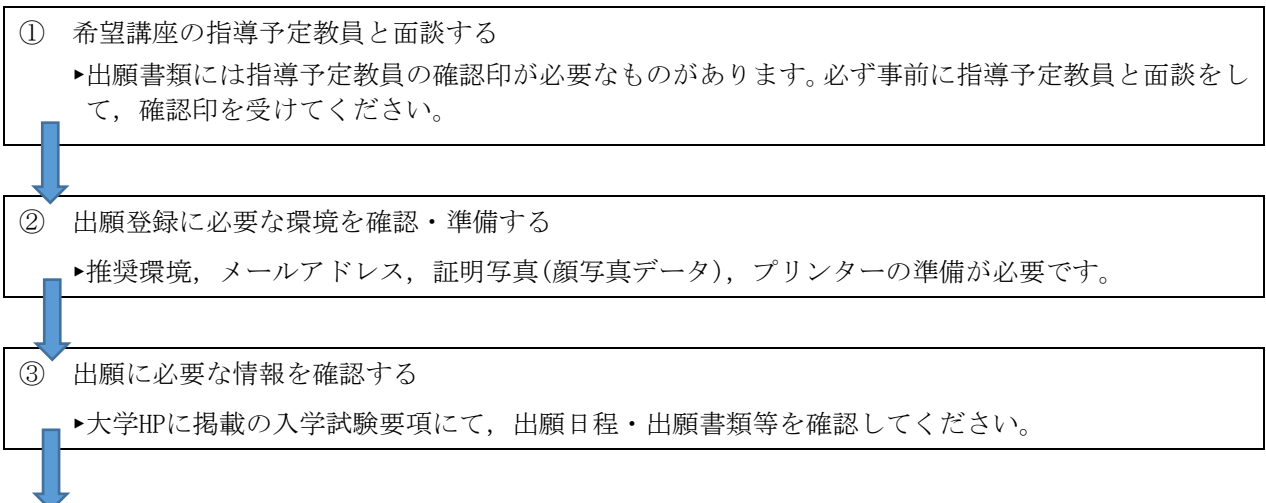 ① 希望講座の指導予定教員と面談する
▸出願書類には指導予定教員の確認印が必要なものがあります。必ず事前に指導予定教員と面談をし
て，確認印を受けてください。
② 出願登録に必要な環境を確認・準備する
▸推奨環境，メールアドレス，証明写真(顔写真データ)，プリンターの準備が必要です。
③ 出願に必要な情報を確認する
▸大学HPに掲載の入学試験要項にて，出願日程・出願書類等を確認してください。